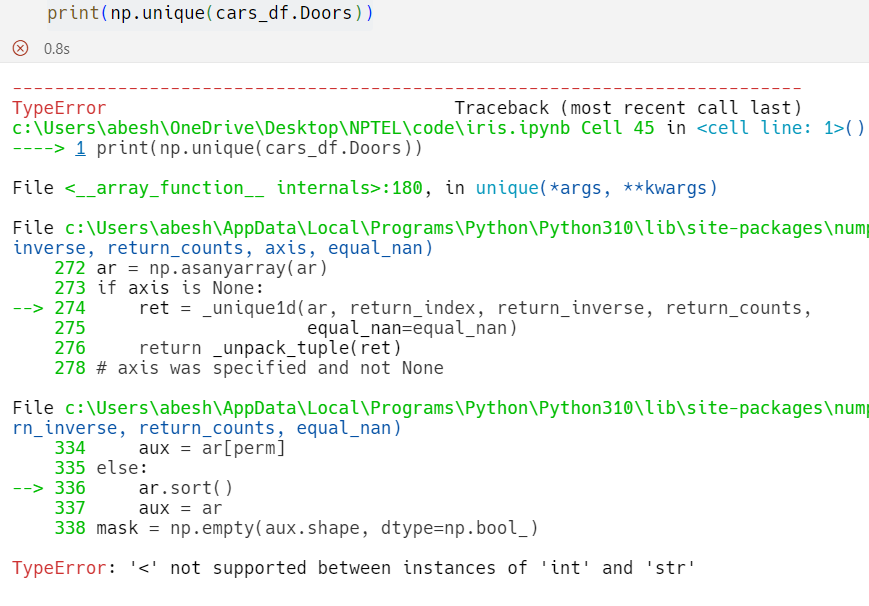 print(np.unique(cars_df.Doors))
0.8s
---------------------------------------------------------------------------
TypeError                                 Traceback (most recent call last)
c:\Users\abesh\OneDrive\Desktop\NPTEL\code\iris.ipynb Cell 45 in <cell line: 1>()
----> 1 print(np.unique(cars_df.Doors))
File <__array_function__ internals>:180, in unique(*args, **kwargs)
File c:\Users\abesh\AppData\Local\Programs\Python\Python310\lib\site-packages\nump
inverse, return_counts, axis, equal_nan)
    272 ar = np.asanyarray(ar)
    273 if axis is None:
--> 274     ret = _unique1d(ar, return_index, return_inverse, return_counts,
    275                     equal_nan=equal_nan)
    276     return _unpack_tuple(ret)
    278 # axis was specified and not None
File c:\Users\abesh\AppData\Local\Programs\Python\Python310\lib\site-packages\nump
rn_inverse, return_counts, equal_nan)
    334     aux = ar[perm]
    335 else:
--> 336     ar.sort()
    337     aux = ar
    338 mask = np.empty(aux.shape, dtype=np.bool_)
TypeError: '<' not supported between instances of 'int' and 'str'